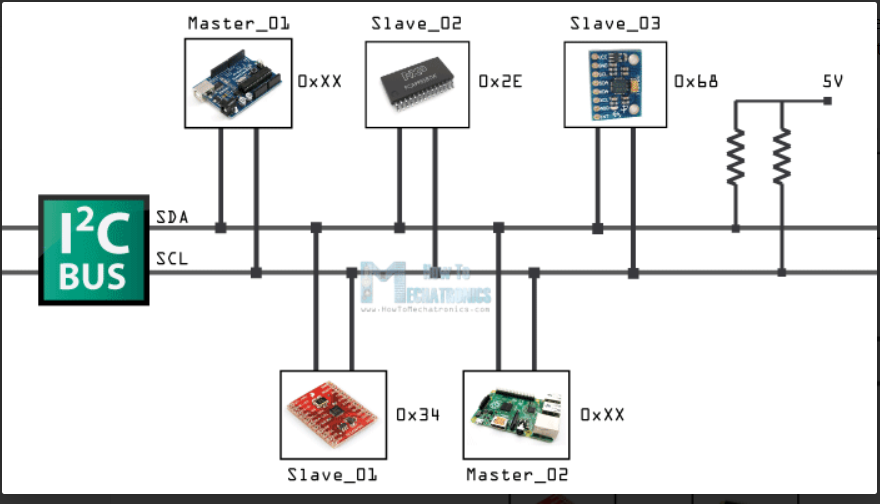 Master_01
Slave_02
Slave_03
0xXX
0x2E
0x68
5V
I²C
BUS
SDA
SCL
How To
MECHATRONICS
www.HowToMechatronics.com
0x34
0xXX
Slave_01
Master_02